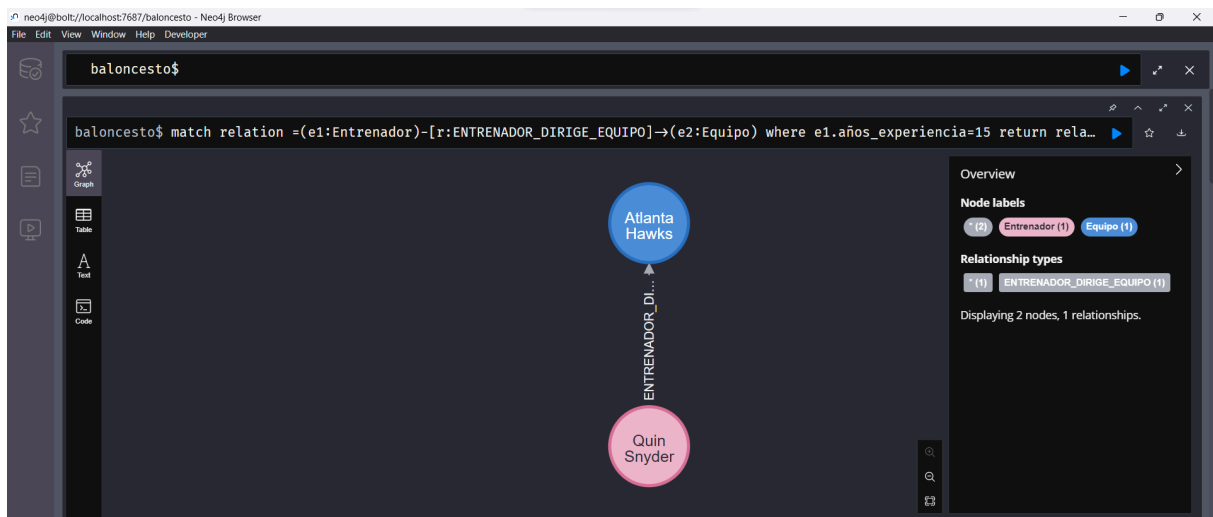 neo4j@bolt://localhost:7687/baloncesto - Neo4j Browser
File Edit View Window Help Developer
baloncesto$
baloncesto$ match relation =(e1:Entrenador)-[r:ENTRENADOR_DIRIGE_EQUIPO]→(e2:Equipo) where e1.años_experiencia=15 return rela…
Graph
Table
Text
Code
Atlanta
Hawks
ENTRENADOR_DI…
Quin
Snyder
Overview
Node labels
* (2) Entrenador (1) Equipo (1)
Relationship types
* (1) ENTRENADOR_DIRIGE_EQUIPO (1)
Displaying 2 nodes, 1 relationships.